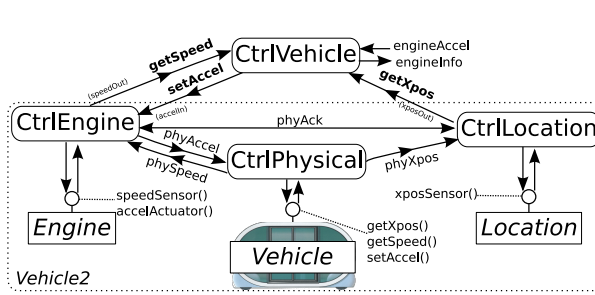 getSpeed
(speedOut)
CtrlVehicle
engineAccel
engineInfo
setAccel
(accelIn)
getXpos
(xposOut)
CtrlEngine
phyAck
CtrlLocation
phyAccel
phySpeed
CtrlPhysical
phyXpos
speedSensor()
accelActuator()
Engine
getXpos()
getSpeed()
setAccel()
Vehicle
xposSensor()
Location
Vehicle2